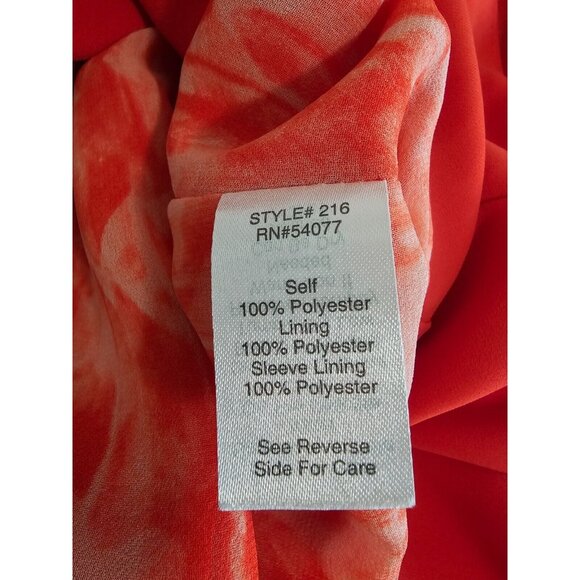 STYLE# 216
RN#54077
Self
100% Polyester
Lining
100% Polyester
Sleeve Lining
100% Polyester
See Reverse
Side For Care